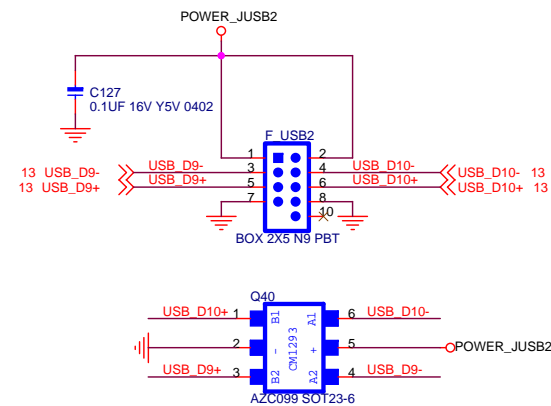 POWER_JUSB2
C127
0.1UF 16V Y5V 0402
F_USB2
1 2
13 USB_D9- USB_D9- 3 4 USB_D10- USB_D10- 13
13 USB_D9+ USB_D9+ 5 6 USB_D10+ USB_D10+ 13
7 8
10
BOX 2X5 N9 PBT
Q40
USB_D10+ 1 B1 A1 6 USB_D10-
2 - CM1293 + 5 POWER_JUSB2
USB_D9+ 3 B2 A2 4 USB_D9-
AZC099 SOT23-6